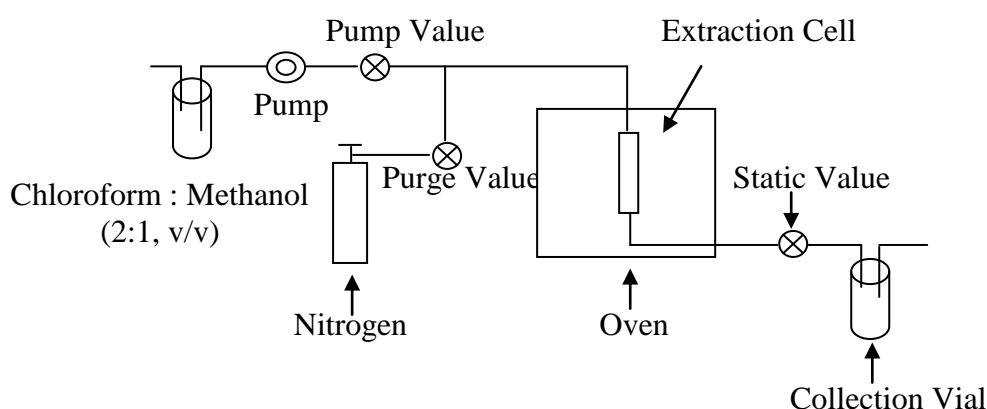 Pump Value
Extraction Cell
Pump
Purge Value
Static Value
Chloroform : Methanol
(2:1, v/v)
Nitrogen
Oven
Collection Vial